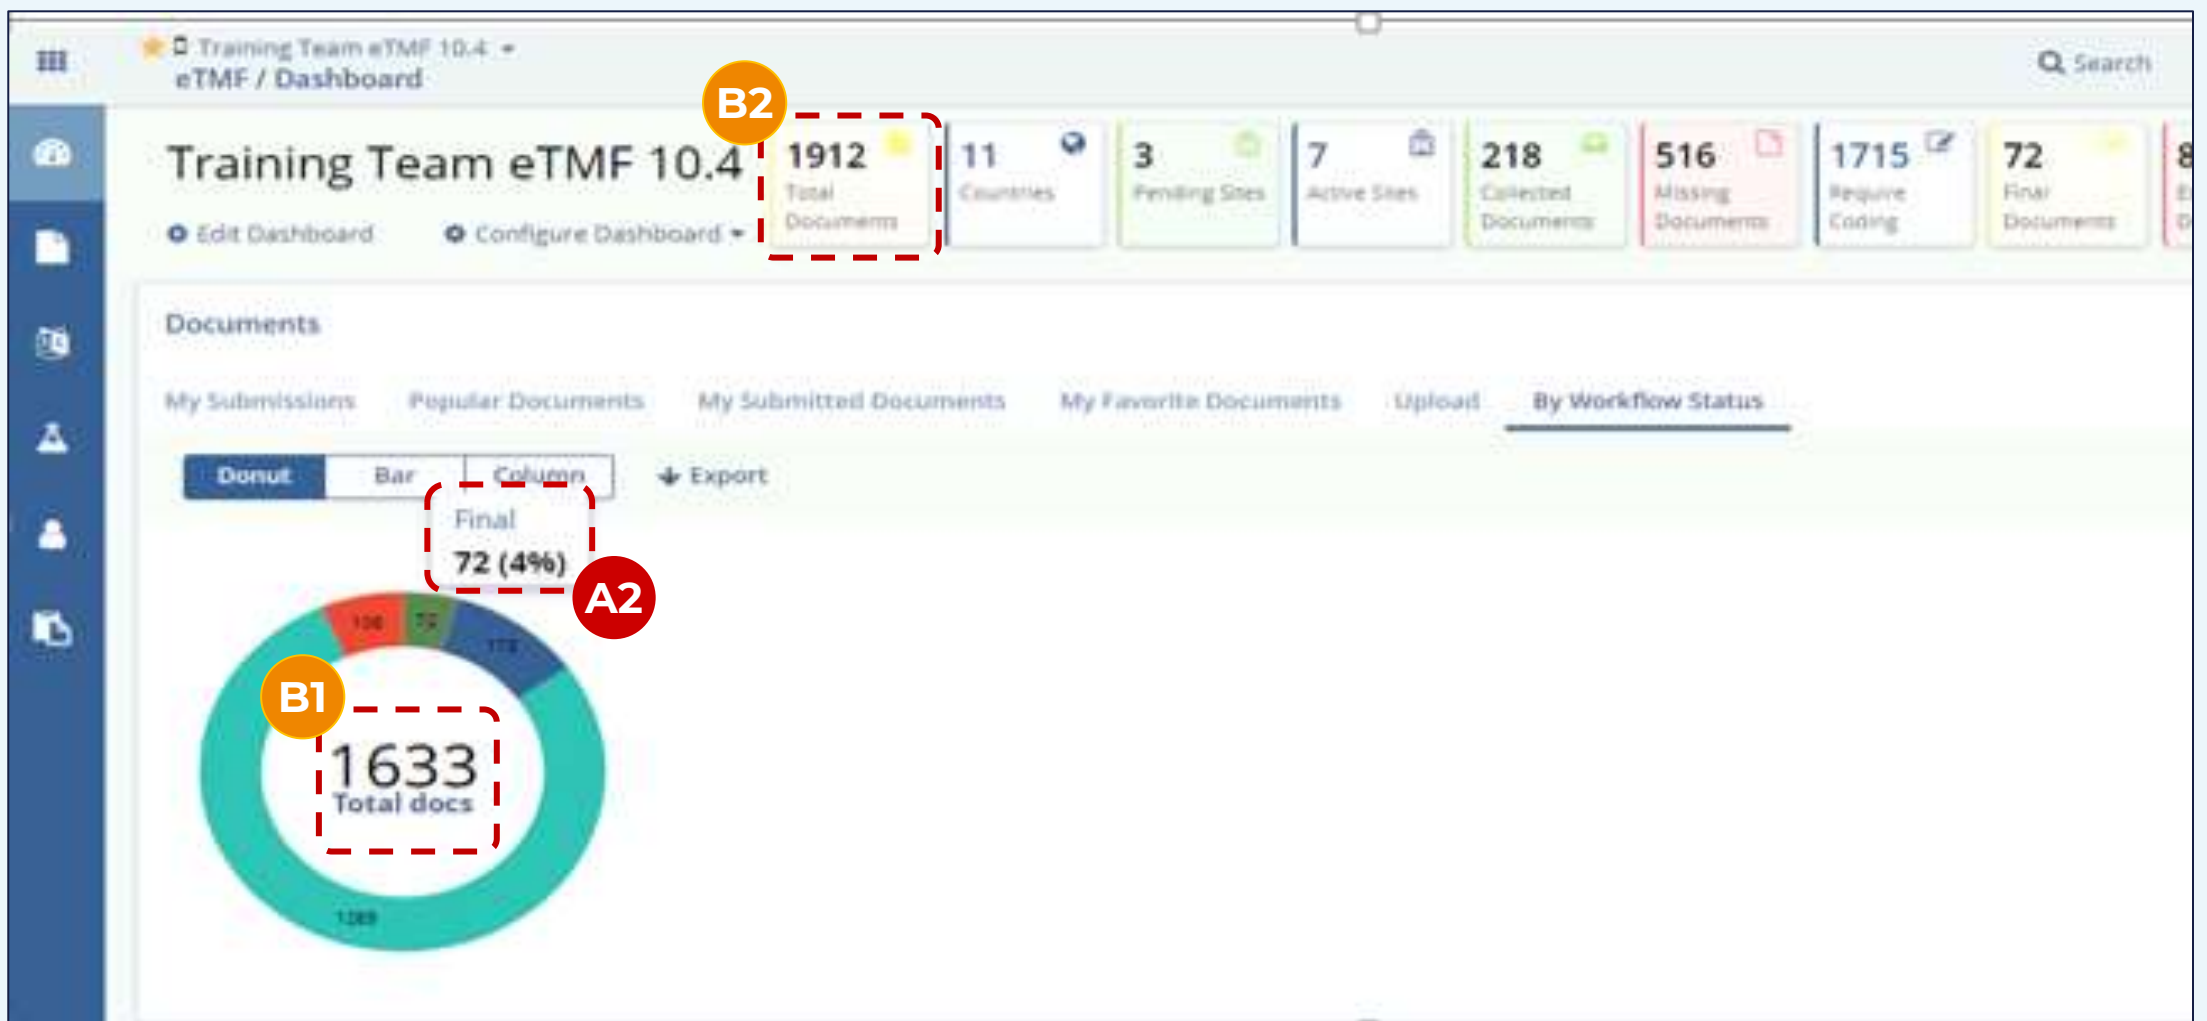 Training Team eTMF 10.4
eTMF / Dashboard
Search
B2
Training Team eTMF 10.4
Edit Dashboard
Configure Dashboard
1912
Total
Documents
11
Countries
3
Pending Sites
7
Active Sites
218
Collected
Documents
516
Missing
Documents
1715
Require
Coding
72
Final
Documents
8
Documents
My Submissions
Popular Documents
My Submitted Documents
My Favorite Documents
Upload
By Workflow Status
Donut
Bar
Column
Export
Final
72 (4%)
A2
72
B1
1633
Total docs